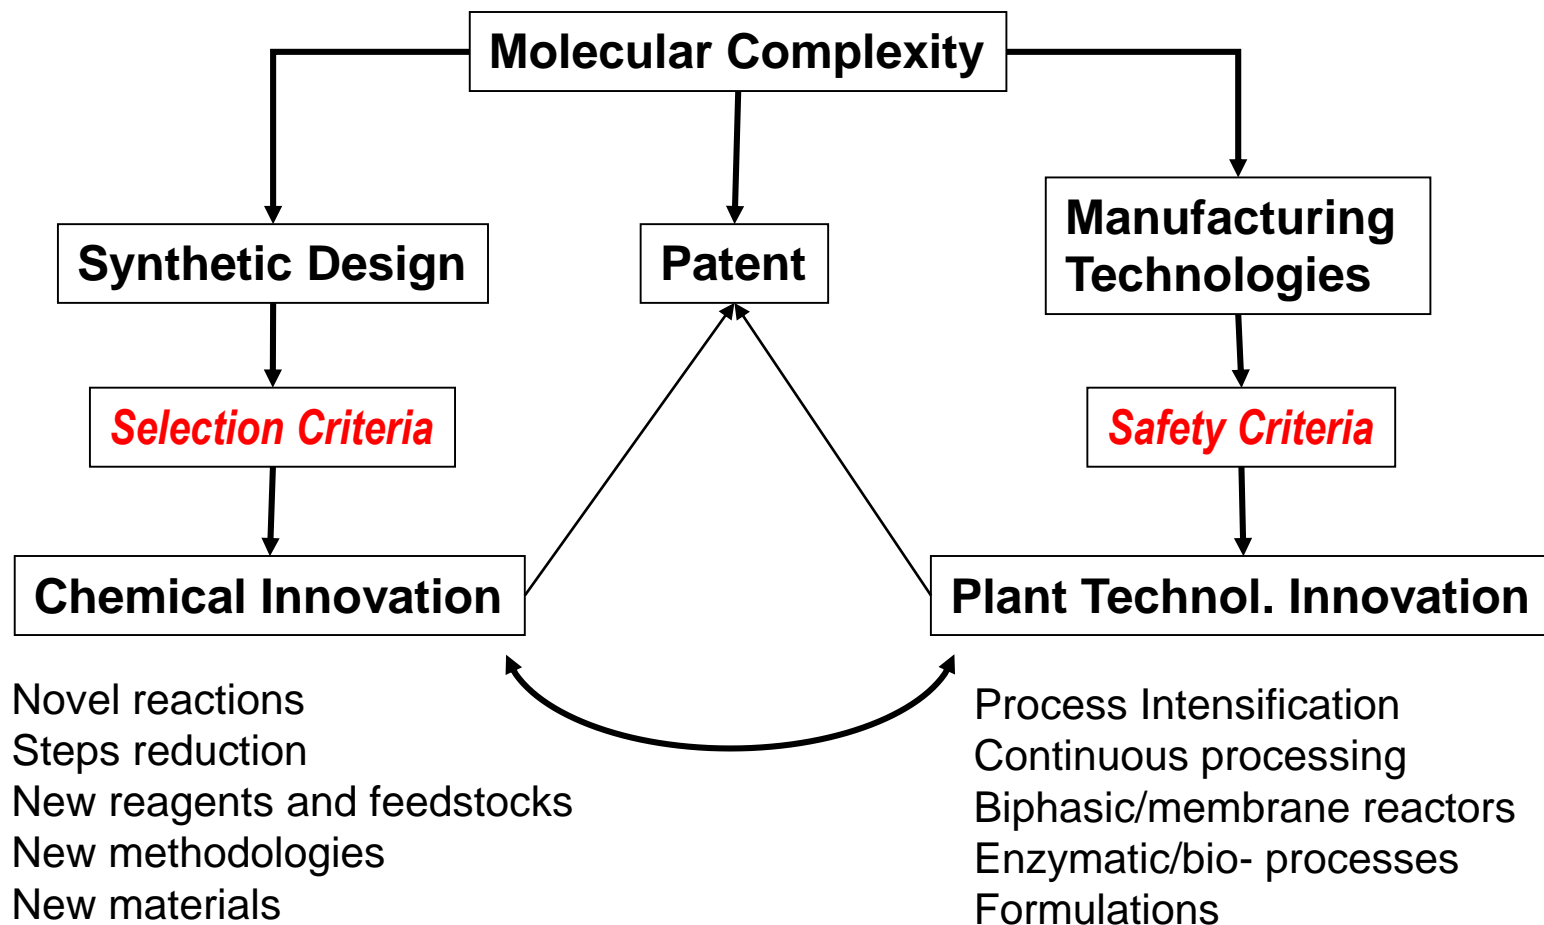 Molecular Complexity
Synthetic Design
Patent
Manufacturing
Technologies
Selection Criteria
Safety Criteria
Chemical Innovation
Plant Technol. Innovation
Novel reactions
Steps reduction
New reagents and feedstocks
New methodologies
New materials
Process Intensification
Continuous processing
Biphasic/membrane reactors
Enzymatic/bio- processes
Formulations